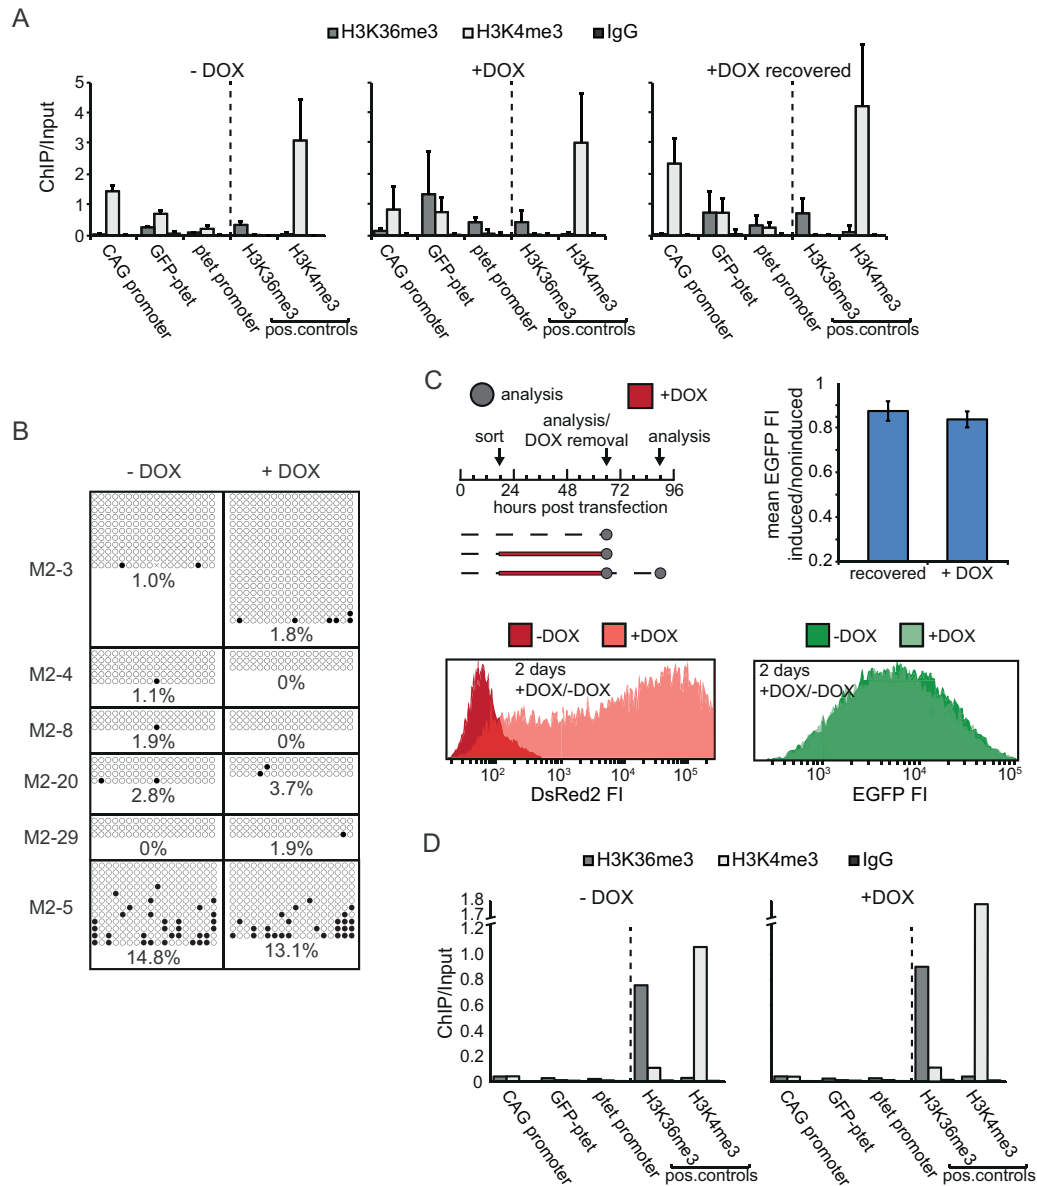 A
H3K36me3 H3K4me3 IgG
- DOX
+DOX
+DOX recovered
ChIP/Input
5
4
3
2
1
0
CAG promoter
GFP-ptet
ptet promoter
H3K36me3
H3K4me3
pos.controls
CAG promoter
GFP-ptet
ptet promoter
H3K36me3
H3K4me3
pos.controls
CAG promoter
GFP-ptet
ptet promoter
H3K36me3
H3K4me3
pos.controls
B
- DOX + DOX
M2-3
1.0%
1.8%
M2-4
1.1%
0%
M2-8
1.9%
0%
M2-20
2.8%
3.7%
M2-29
0%
1.9%
M2-5
14.8%
13.1%
C
analysis
+DOX
sort
analysis/
DOX removal
analysis
0 24 48 72 96
hours post transfection
mean EGFP FI
induced/noninduced
1
0.8
0.6
0.4
0.2
recovered + DOX
-DOX +DOX
2 days
+DOX/-DOX
10² 10³ 10⁴ 10⁵
DsRed2 FI
-DOX +DOX
2 days
+DOX/-DOX
10³ 10⁴ 10⁵
EGFP FI
D
H3K36me3 H3K4me3 IgG
- DOX
+DOX
ChIP/Input
1.8
1.7
1.2
1.0
0.8
0.6
0.4
0.2
0
CAG promoter
GFP-ptet
ptet promoter
H3K36me3
H3K4me3
pos.controls
CAG promoter
GFP-ptet
ptet promoter
H3K36me3
H3K4me3
pos.controls